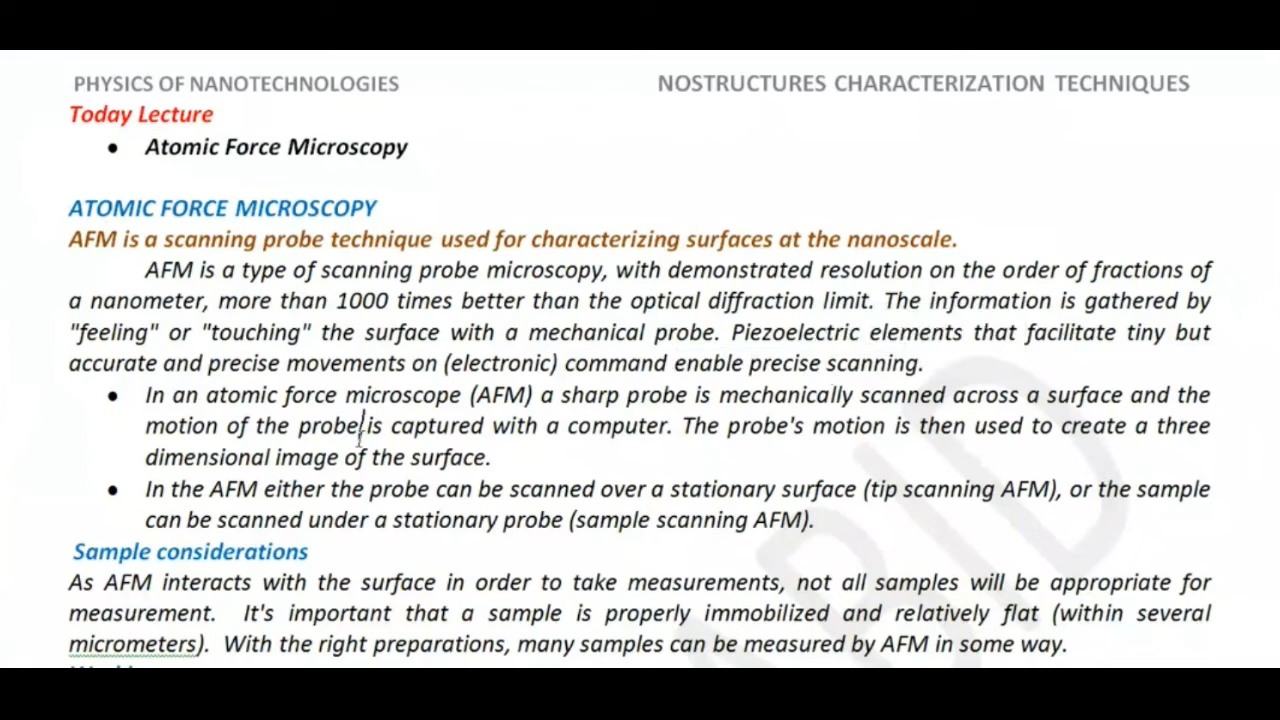 PHYSICS OF NANOTECHNOLOGIES NOSTRUCTURES CHARACTERIZATION TECHNIQUES
Today Lecture
• Atomic Force Microscopy
ATOMIC FORCE MICROSCOPY
AFM is a scanning probe technique used for characterizing surfaces at the nanoscale.
AFM is a type of scanning probe microscopy, with demonstrated resolution on the order of fractions of
a nanometer, more than 1000 times better than the optical diffraction limit. The information is gathered by
"feeling" or "touching" the surface with a mechanical probe. Piezoelectric elements that facilitate tiny but
accurate and precise movements on (electronic) command enable precise scanning.
• In an atomic force microscope (AFM) a sharp probe is mechanically scanned across a surface and the
motion of the probe is captured with a computer. The probe's motion is then used to create a three
dimensional image of the surface.
• In the AFM either the probe can be scanned over a stationary surface (tip scanning AFM), or the sample
can be scanned under a stationary probe (sample scanning AFM).
Sample considerations
As AFM interacts with the surface in order to take measurements, not all samples will be appropriate for
measurement. It's important that a sample is properly immobilized and relatively flat (within several
micrometers). With the right preparations, many samples can be measured by AFM in some way.